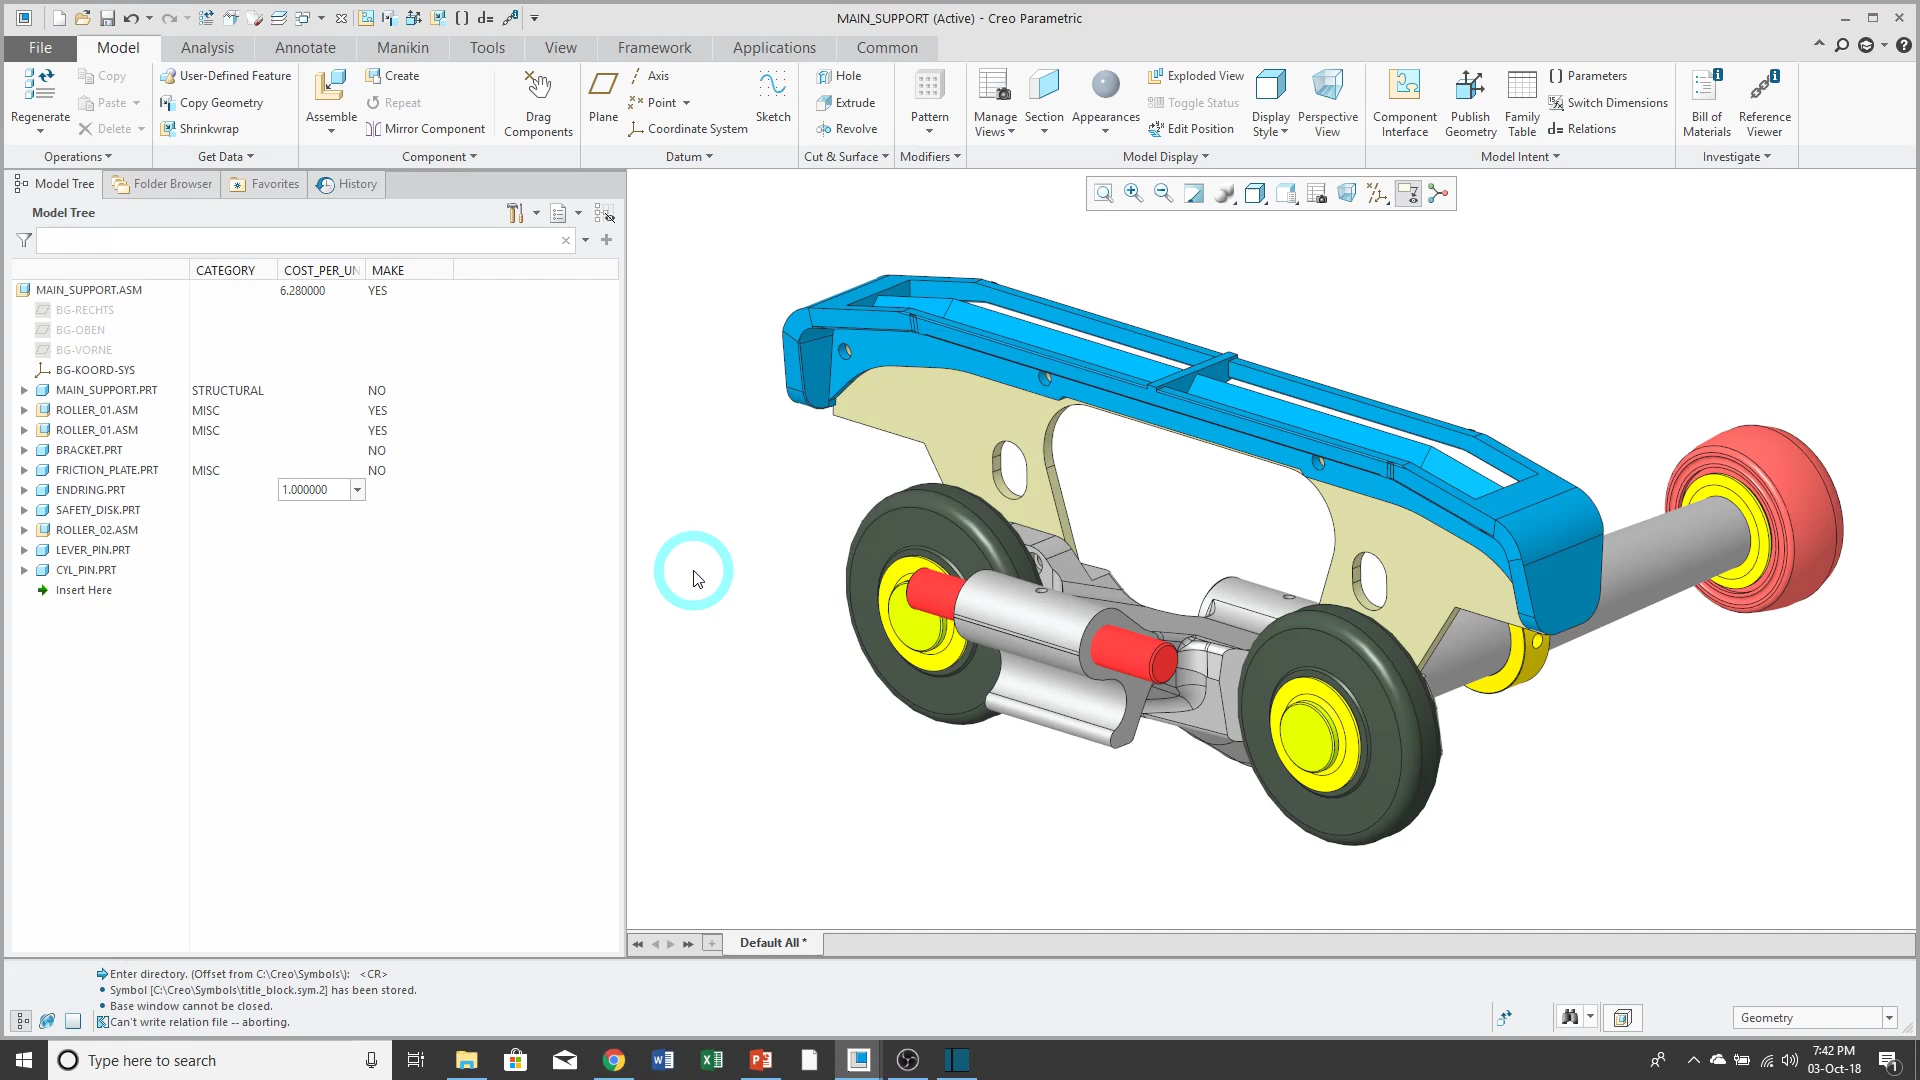 MAIN_SUPPORT (Active) - Creo Parametric
File Model Analysis Annotate Manikin Tools View Framework Applications Common
Regenerate
Copy
Paste
Delete
Operations
User-Defined Feature
Copy Geometry
Shrinkwrap
Get Data
Assemble
Create
Repeat
Mirror Component
Drag
Components
Component
Plane
Axis
Point
Coordinate System
Sketch
Datum
Hole
Extrude
Revolve
Cut & Surface
Pattern
Modifiers
Manage
Views
Section
Appearances
Exploded View
Toggle Status
Edit Position
Display
Style
Perspective
View
Model Display
Component
Interface
Publish
Geometry
Family
Table
Parameters
Switch Dimensions
d= Relations
Model Intent
Bill of
Materials
Reference
Viewer
Investigate
Model Tree Folder Browser Favorites History
Model Tree
CATEGORY COST_PER_UN MAKE
MAIN_SUPPORT.ASM 6.280000 YES
BG-RECHTS
BG-OBEN
BG-VORNE
BG-KOORD-SYS
MAIN_SUPPORT.PRT STRUCTURAL NO
ROLLER_01.ASM MISC YES
ROLLER_01.ASM MISC YES
BRACKET.PRT NO
FRICTION_PLATE.PRT MISC NO
ENDRING.PRT 1.000000
SAFETY_DISK.PRT
ROLLER_02.ASM
LEVER_PIN.PRT
CYL_PIN.PRT
Insert Here
Default All *
Enter directory. (Offset from C:\Creo\Symbols\): <CR>
• Symbol [C:\Creo\Symbols\title_block.sym.2] has been stored.
• Base window cannot be closed.
Can't write relation file -- aborting.
Geometry
Type here to search
7:42 PM
03-Oct-18
1